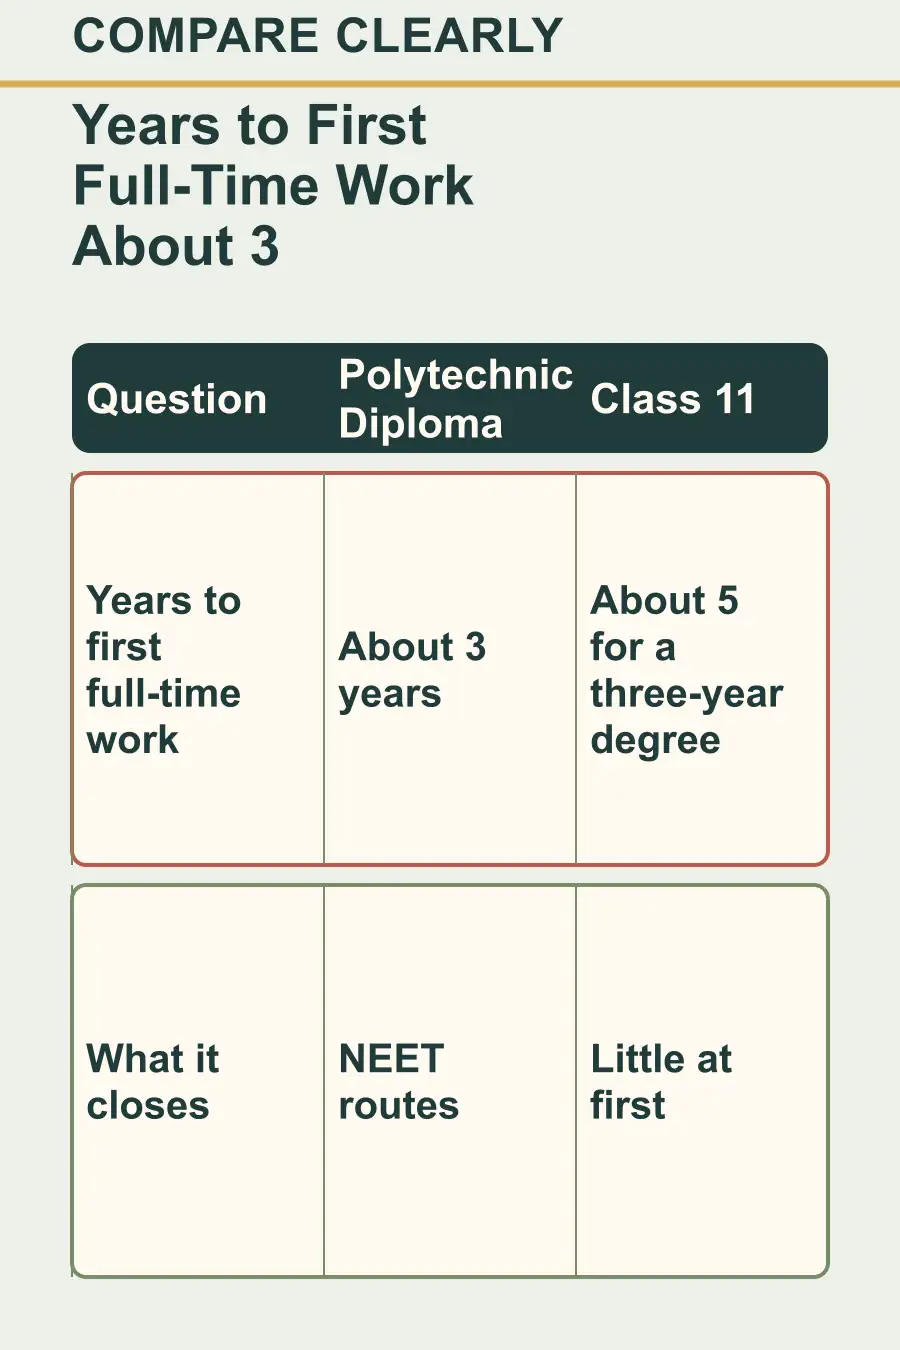 COMPARE CLEARLY
Years to First
Full-Time Work
About 3
Question
Polytechnic
Diploma
Class 11
Years to
first
full-time
work
About 3
years
About 5
for a
three-year
degree
What it
closes
NEET
routes
Little at
first